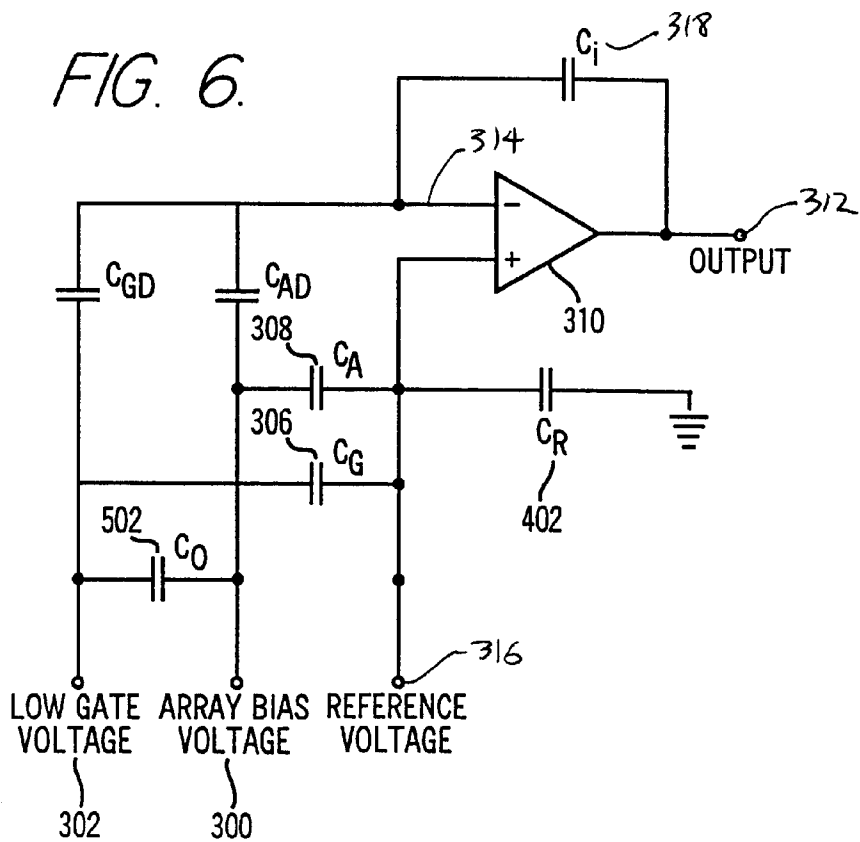 FIG. 6.
Ci 318
314
312
OUTPUT
310
CGD
CAD
308
CA
306
CG
CR
402
502
CO
316
LOW GATE VOLTAGE
ARRAY BIAS VOLTAGE
REFERENCE VOLTAGE
302
300
−
+